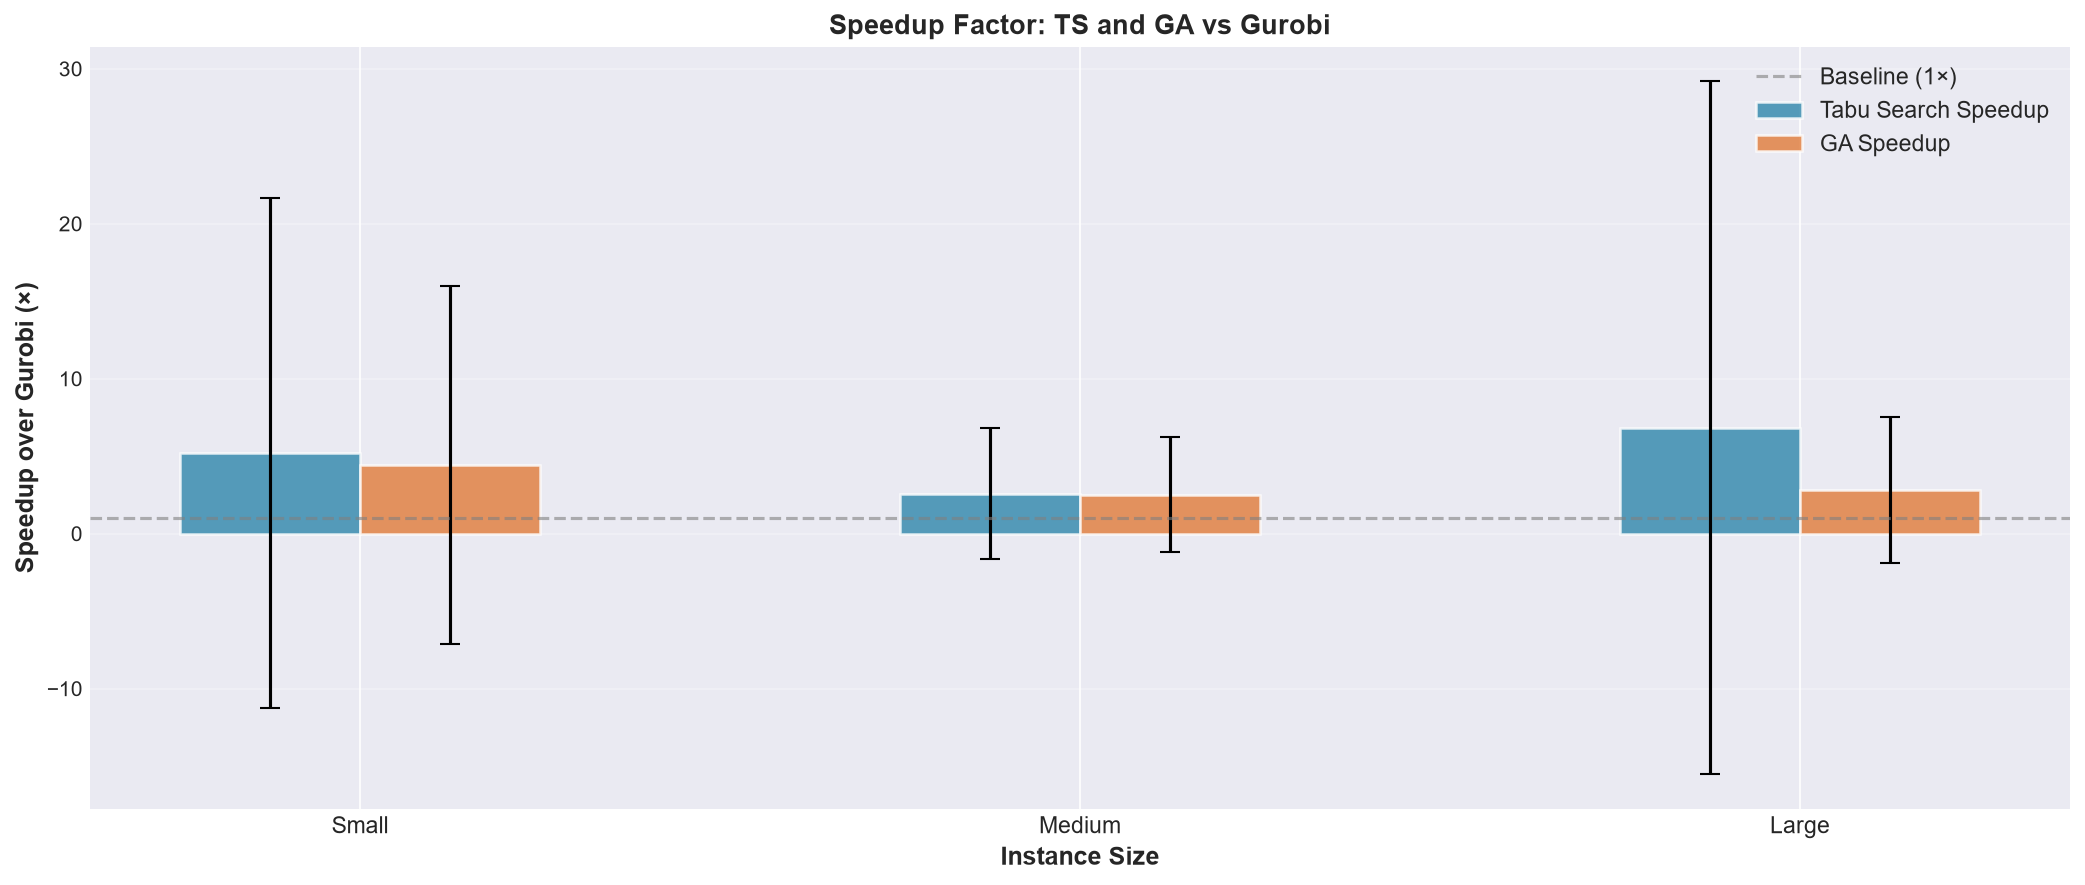 Speedup Factor: TS and GA vs Gurobi
Baseline (1×)
Tabu Search Speedup
GA Speedup
Speedup over Gurobi (×)
30
20
10
0
−10
Small Medium Large
Instance Size